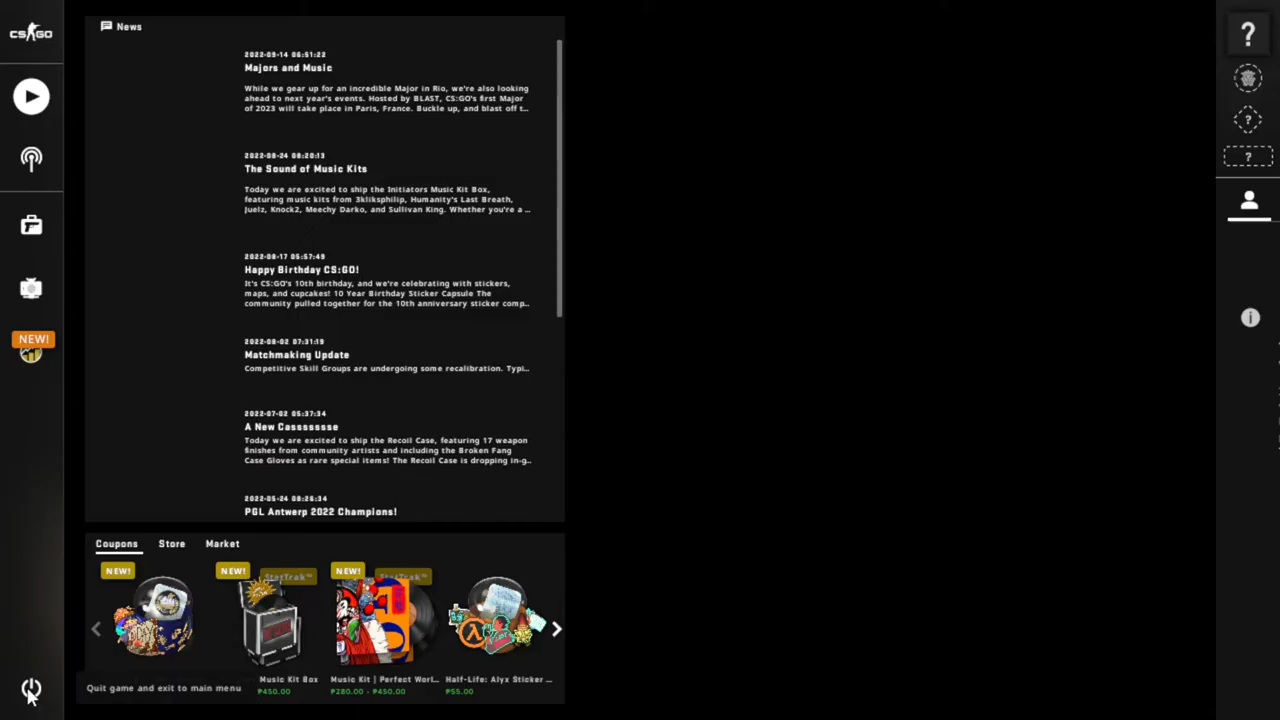 CS:GO
News
2022-09-14 06:51:22
Majors and Music
While we gear up for an incredible Major in Rio, we're also looking
ahead to next year's events. Hosted by BLAST, CS:GO's first Major
of 2023 will take place in Paris, France. Buckle up, and blast off t...
2022-08-24 08:20:13
The Sound of Music Kits
Today we are excited to ship the Initiators Music Kit Box,
featuring music kits from 3kliksphilip, Humanity's Last Breath,
Juelz, Knock2, Meechy Darko, and Sullivan King. Whether you're a ...
2022-08-17 05:57:49
Happy Birthday CS:GO!
It's CS:GO's 10th birthday, and we're celebrating with stickers,
maps, and cupcakes! 10 Year Birthday Sticker Capsule The
community pulled together for the 10th anniversary sticker comp...
2022-08-02 07:31:19
Matchmaking Update
Competitive Skill Groups are undergoing some recalibration. Typi...
2022-07-02 05:37:34
A New Casssssse
Today we are excited to ship the Recoil Case, featuring 17 weapon
finishes from community artists and including the Broken Fang
Case Gloves as rare special items! The Recoil Case is dropping in-g...
2022-05-24 08:26:34
PGL Antwerp 2022 Champions!
NEW!
Coupons Store Market
NEW! NEW! StatTrak™ NEW! StatTrak™
Music Kit Box Music Kit | Perfect Worl... Half-Life: Alyx Sticker ...
₱450.00 ₱280.00 - ₱450.00 ₱55.00
Quit game and exit to main menu
?
?
?
i